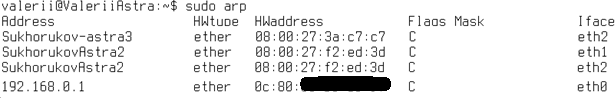 valerii@ValeriiAstra:~$ sudo arp
Address HWtype HWaddress Flags Mask Iface
Sukhorukov-astra3 ether 08:00:27:3a:c7:c7 C eth2
SukhorukovAstra2 ether 08:00:27:f2:ed:3d C eth1
SukhorukovAstra2 ether 08:00:27:f2:ed:3d C eth2
192.168.0.1 ether 0c:80: C eth0